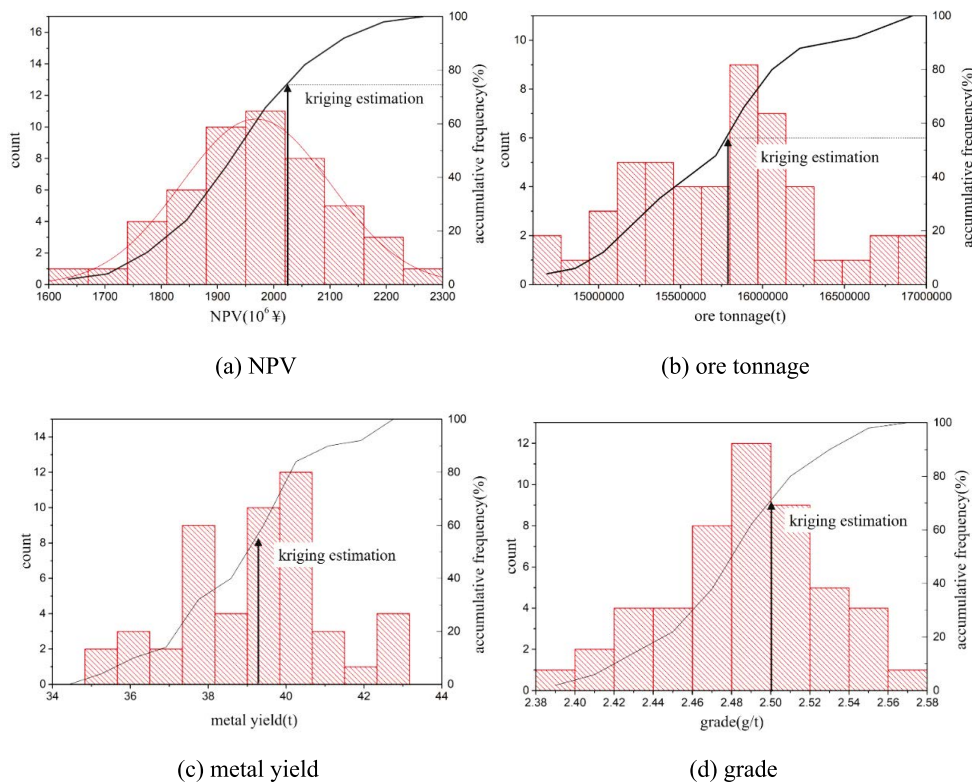 16
14
12
10
8
6
4
2
0
count
100
80
60
40
20
0
accumulative frequency(%)
kriging estimation
1600 1700 1800 1900 2000 2100 2200 2300
NPV(10⁶ ¥)
(a) NPV
10
8
6
4
2
0
count
100
80
60
40
20
0
accumulative frequency(%)
kriging estimation
15000000 15500000 16000000 16500000 17000000
ore tonnage(t)
(b) ore tonnage
14
12
10
8
6
4
2
0
count
100
80
60
40
20
0
accumulative frequency(%)
kriging estimation
34 36 38 40 42 44
metal yield(t)
(c) metal yield
12
10
8
6
4
2
0
count
100
90
80
70
60
50
40
30
20
10
0
accumulative frequency(%)
kriging estimation
2.38 2.40 2.42 2.44 2.46 2.48 2.50 2.52 2.54 2.56 2.58
grade(g/t)
(d) grade